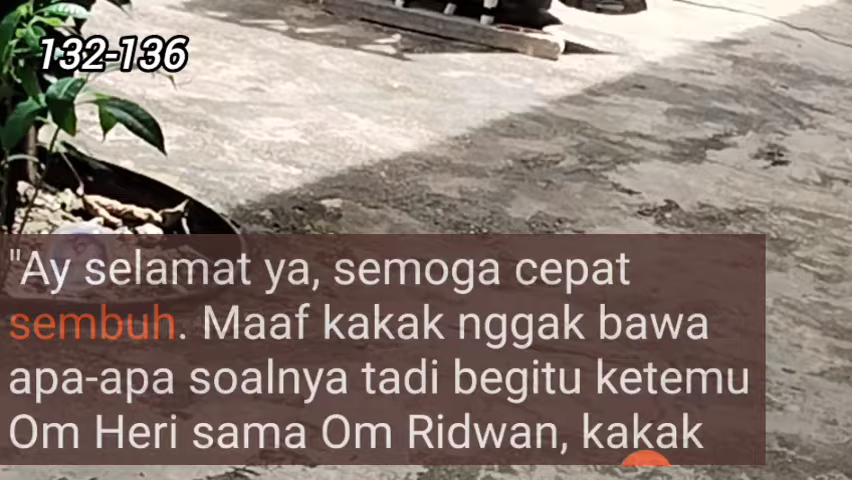 132-136
"Ay selamat ya, semoga cepat
sembuh. Maaf kakak nggak bawa
apa-apa soalnya tadi begitu ketemu
Om Heri sama Om Ridwan, kakak